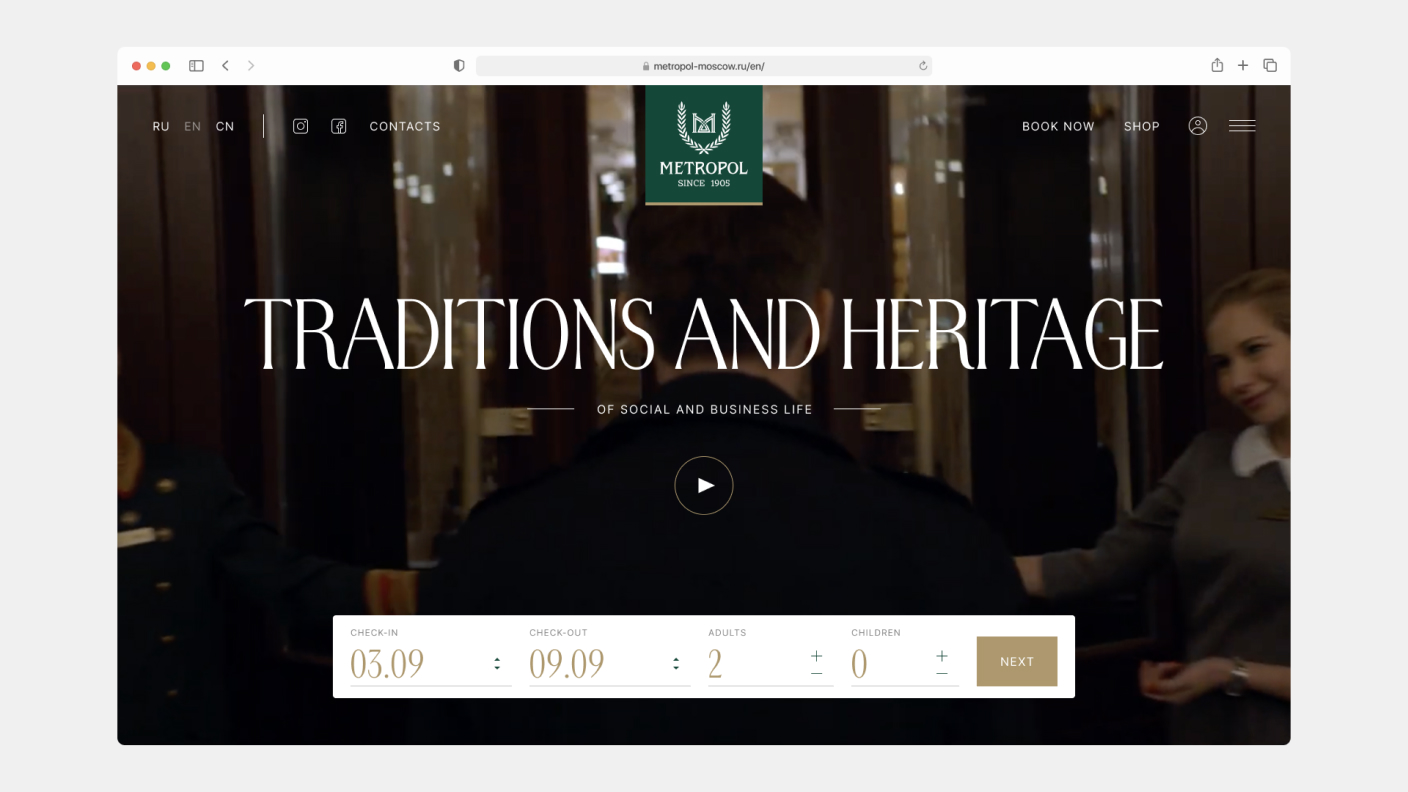 metropol-moscow.ru/en/
RU EN CN CONTACTS
METROPOL
SINCE 1905
BOOK NOW SHOP
TRADITIONS AND HERITAGE
OF SOCIAL AND BUSINESS LIFE
CHECK-IN CHECK-OUT ADULTS CHILDREN
03.09 09.09 2 + − 0 + − NEXT